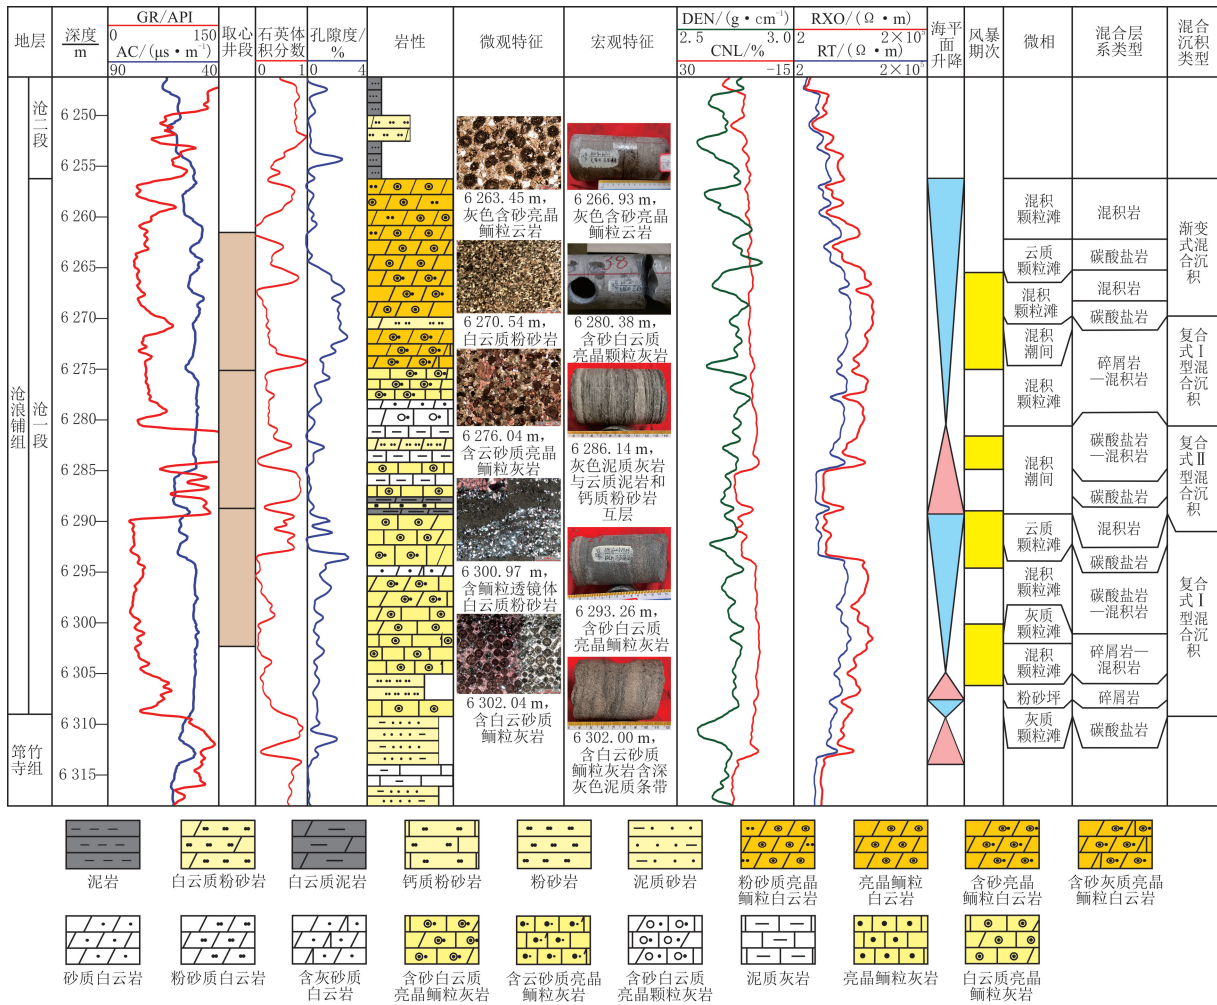 地层
深度
m
GR/API
0 150
AC/(μs·m⁻¹)
90 40
取心
井段
石英体
积分数
0 1
孔隙度/
%
0 4
岩性
微观特征
宏观特征
DEN/(g·cm⁻³)
2.5 3.0
CNL/%
30 -15
RXO/(Ω·m)
2 2×10⁵
RT/(Ω·m)
2 2×10⁵
海平
面
升降
风暴
期次
微相
混合层
系类型
混合
沉积
类型
沧二段
沧浪铺组
沧一段
筇竹
寺组
6 250
6 255
6 260
6 265
6 270
6 275
6 280
6 285
6 290
6 295
6 300
6 305
6 310
6 315
6 263.45 m,
灰色含砂亮晶
鲕粒云岩
6 270.54 m,
白云质粉砂岩
6 276.04 m,
含云砂质亮晶
鲕粒灰岩
6 300.97 m,
含鲕粒透镜体
白云质粉砂岩
6 302.04 m,
含白云砂质
鲕粒灰岩
6 266.93 m,
灰色含砂亮晶
鲕粒云岩
38
6 280.38 m,
含砂白云质
亮晶颗粒灰岩
6 286.14 m,
灰色泥质灰岩
与云质泥岩和
钙质粉砂岩
互层
6 293.26 m,
含砂白云质
亮晶鲕粒灰岩
6 302.00 m,
含白云砂质
鲕粒灰岩含深
灰色泥质条带
混积
颗粒滩
云质
颗粒滩
混积
颗粒滩
混积
潮间
混积
颗粒滩
混积
潮间
云质
颗粒滩
混积
颗粒滩
灰质
颗粒滩
混积
颗粒滩
粉砂坪
灰质
颗粒滩
混积岩
碳酸盐岩
混积岩
碳酸盐岩
碎屑岩
—混积岩
碳酸盐岩
—混积岩
碳酸盐岩
混积岩
碳酸盐岩
碳酸盐岩
—混积岩
碎屑岩—
混积岩
碎屑岩
碳酸盐岩
渐变
式混
合沉
积
复合
式Ⅰ
型混
合沉
积
复合
式Ⅱ
型混
合沉
积
复合
式Ⅰ
型混
合沉
积
泥岩
白云质粉砂岩
白云质泥岩
钙质粉砂岩
粉砂岩
泥质砂岩
粉砂质亮晶
鲕粒白云岩
亮晶鲕粒
白云岩
含砂亮晶
鲕粒白云岩
含砂灰质亮晶
鲕粒白云岩
砂质白云岩
粉砂质白云岩
含灰砂质
白云岩
含砂白云质
亮晶鲕粒灰岩
含云砂质亮晶
鲕粒灰岩
含砂白云质
亮晶颗粒灰岩
泥质灰岩
亮晶鲕粒灰岩
白云质亮晶
鲕粒灰岩